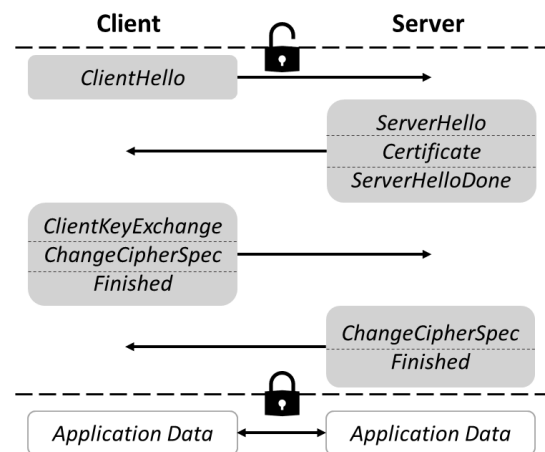 Client Server
ClientHello
ServerHello
Certificate
ServerHelloDone
ClientKeyExchange
ChangeCipherSpec
Finished
ChangeCipherSpec
Finished
Application Data Application Data